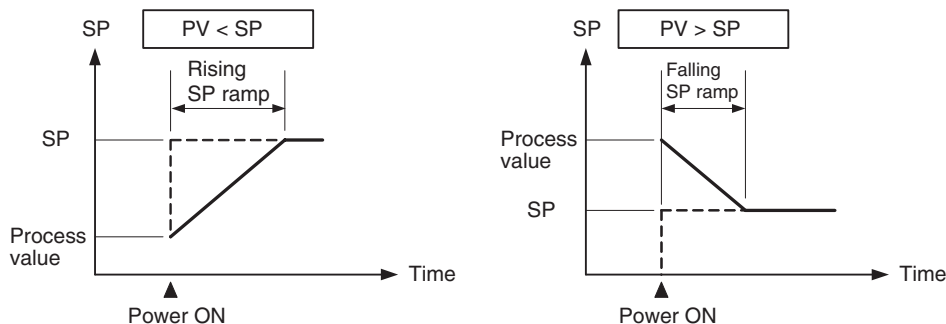 SP
PV < SP
Rising
SP ramp
SP
Process
value
Time
Power ON
SP
PV > SP
Falling
SP ramp
Process
value
SP
Time
Power ON